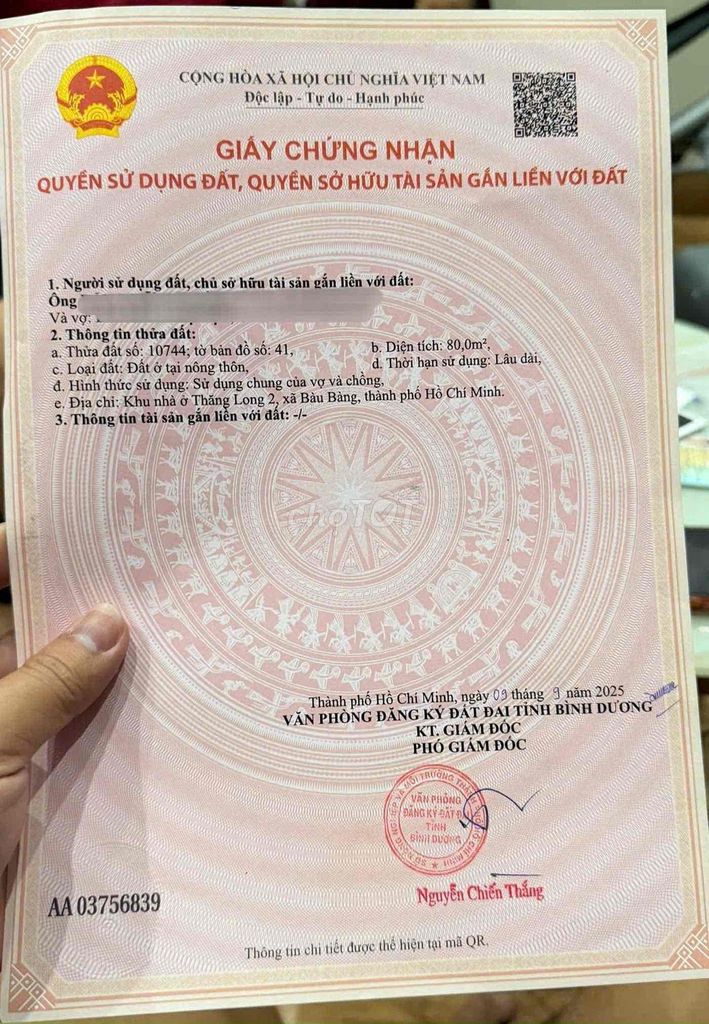 CỘNG HÒA XÃ HỘI CHỦ NGHĨA VIỆT NAM
Độc lập - Tự do - Hạnh phúc
GIẤY CHỨNG NHẬN
QUYỀN SỬ DỤNG ĐẤT, QUYỀN SỞ HỮU TÀI SẢN GẮN LIỀN VỚI ĐẤT
1. Người sử dụng đất, chủ sở hữu tài sản gắn liền với đất:
Ông
Và vợ:
2. Thông tin thửa đất:
a. Thửa đất số: 10744; tờ bản đồ số: 41, b. Diện tích: 80,0m²,
c. Loại đất: Đất ở tại nông thôn, d. Thời hạn sử dụng: Lâu dài,
đ. Hình thức sử dụng: Sử dụng chung của vợ và chồng,
e. Địa chỉ: Khu nhà ở Thăng Long 2, xã Bàu Bàng, thành phố Hồ Chí Minh.
3. Thông tin tài sản gắn liền với đất: -/-
chợTỐT
Thành phố Hồ Chí Minh, ngày 09 tháng 9 năm 2025
VĂN PHÒNG ĐĂNG KÝ ĐẤT ĐAI TỈNH BÌNH DƯƠNG
KT. GIÁM ĐỐC
PHÓ GIÁM ĐỐC
VĂN PHÒNG
ĐĂNG KÝ ĐẤT Đ
TỈNH
BÌNH DƯƠNG
Nguyễn Chiến Thắng
AA 03756839
Thông tin chi tiết được thể hiện tại mã QR.